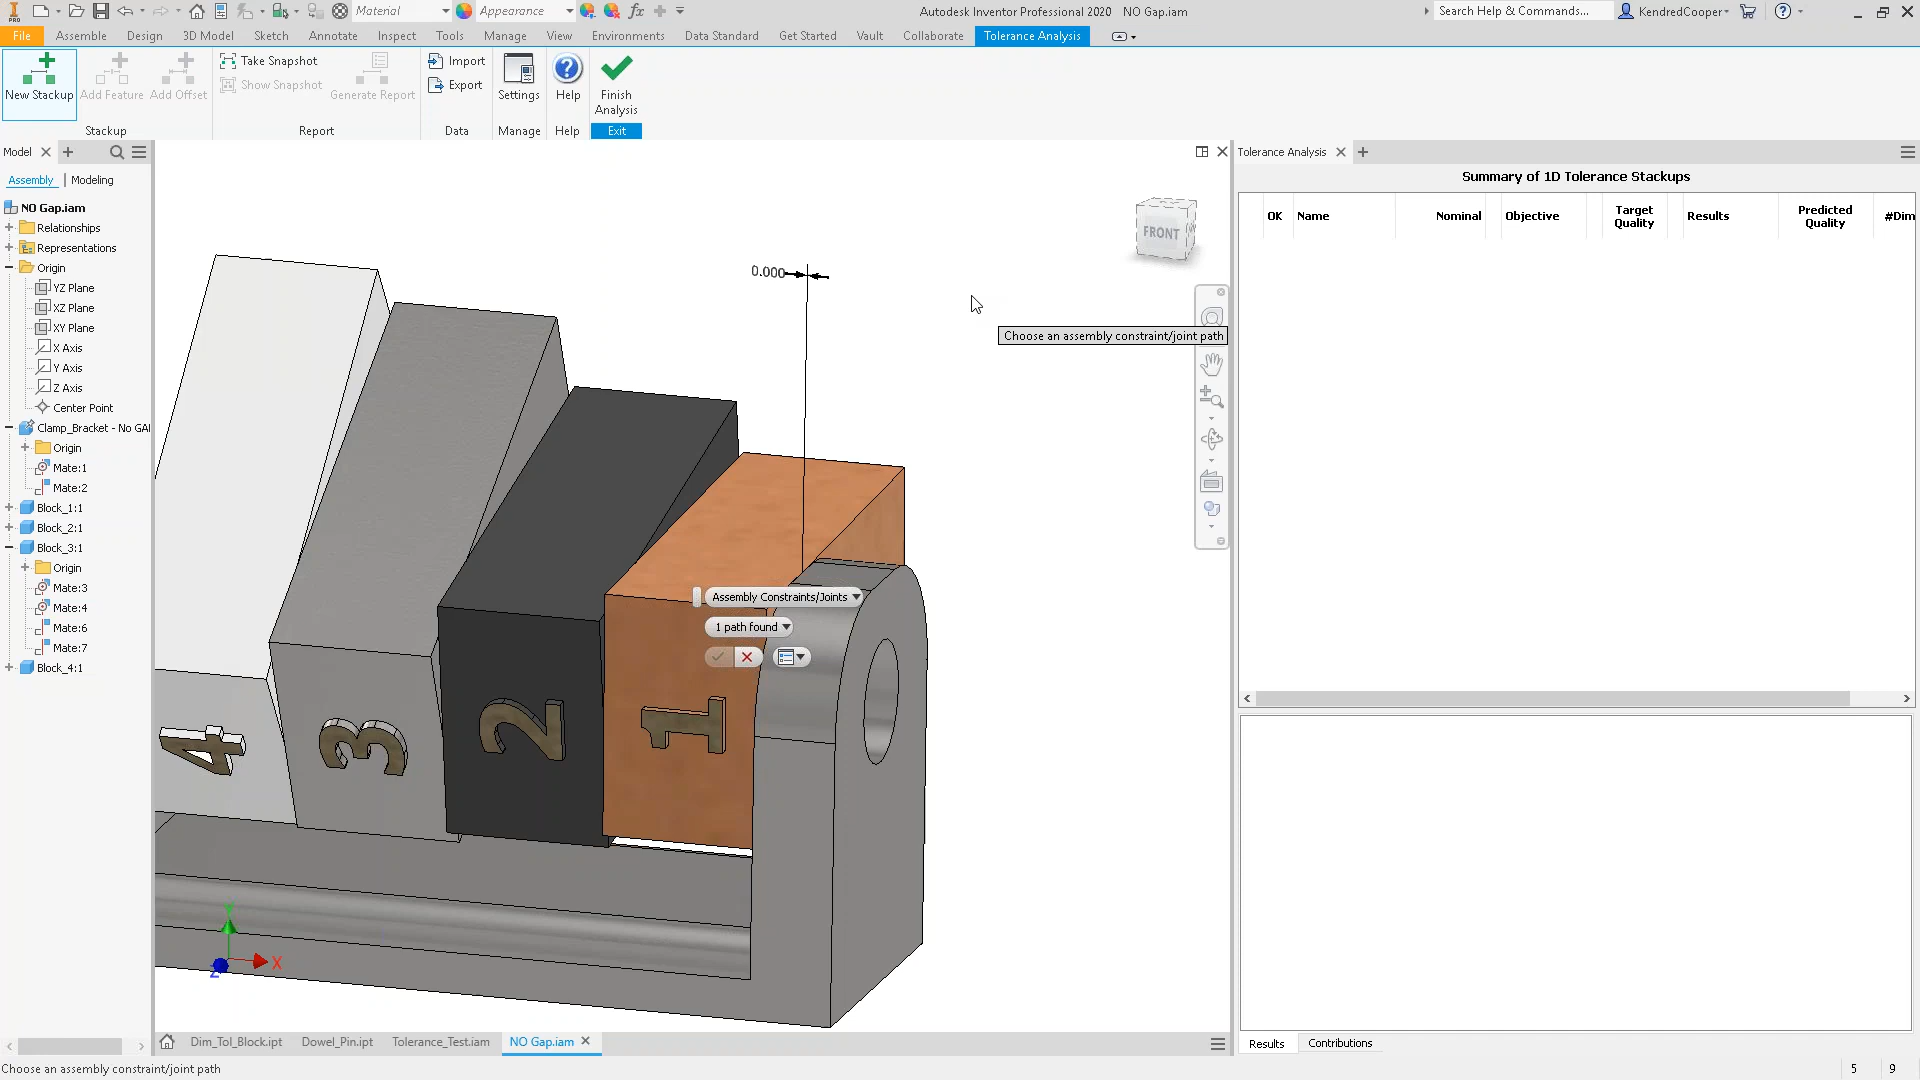 PRO
Material
Appearance
fx
Autodesk Inventor Professional 2020 NO Gap.iam
Search Help & Commands...
KendredCooper
File
Assemble
Design
3D Model
Sketch
Annotate
Inspect
Tools
Manage
View
Environments
Data Standard
Get Started
Vault
Collaborate
Tolerance Analysis
New Stackup
Add Feature
Add Offset
Take Snapshot
Show Snapshot
Generate Report
Import
Export
Settings
Help
Finish Analysis
Stackup
Report
Data
Manage
Help
Exit
Model
Assembly | Modeling
NO Gap.iam
Relationships
Representations
Origin
YZ Plane
XZ Plane
XY Plane
X Axis
Y Axis
Z Axis
Center Point
Clamp_Bracket - No GA
Origin
Mate:1
Mate:2
Block_1:1
Block_2:1
Block_3:1
Origin
Mate:3
Mate:4
Mate:6
Mate:7
Block_4:1
0.000
FRONT
Choose an assembly constraint/joint path
Assembly Constraints/Joints
1 path found
4
3
2
1
Y
X
Z
Tolerance Analysis
Summary of 1D Tolerance Stackups
OK
Name
Nominal
Objective
Target Quality
Results
Predicted Quality
#Dim
Results
Contributions
Dim_Tol_Block.ipt
Dowel_Pin.ipt
Tolerance_Test.iam
NO Gap.iam
Choose an assembly constraint/joint path
5
9